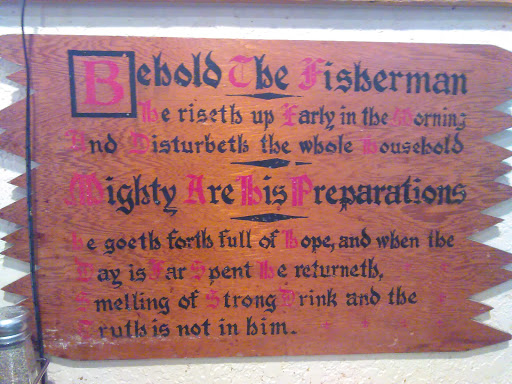 Behold The Fisherman
He riseth up Early in the Morning
And Disturbeth the whole Household
Mighty Are His Preparations
He goeth forth full of Hope, and when the
Day is Far Spent He returneth,
Smelling of Strong Drink and the
Truth is not in him.